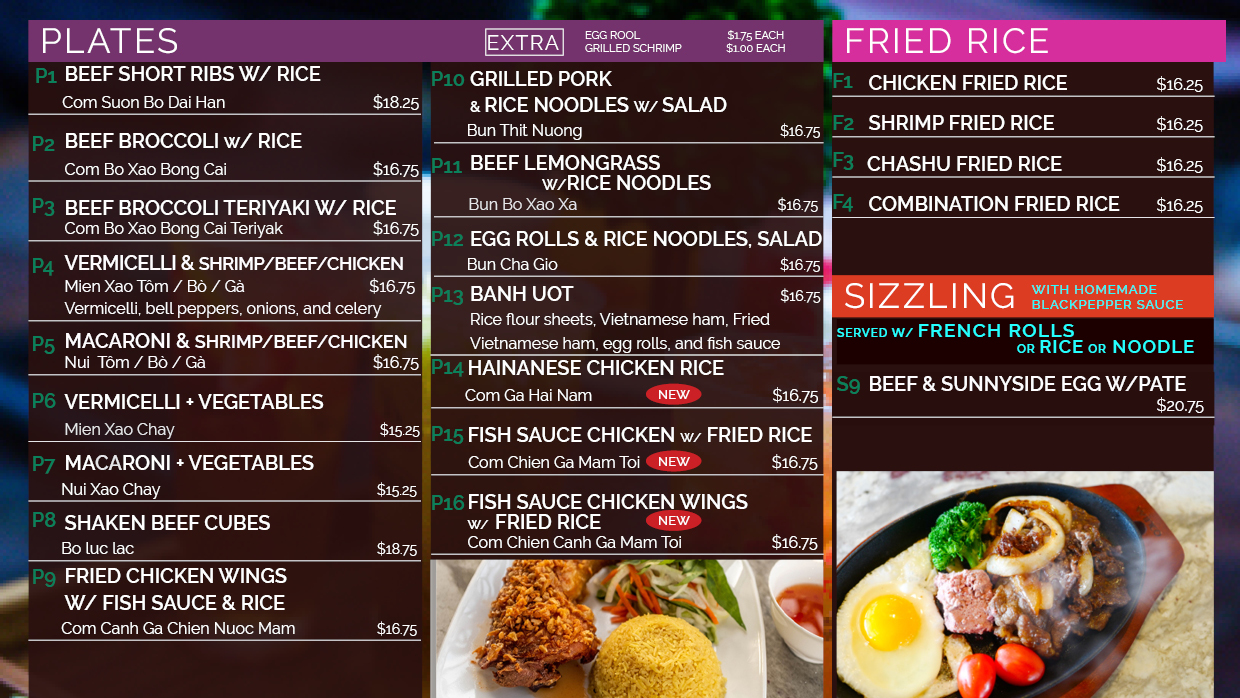 PLATES
EXTRA
EGG ROOL $1.75 EACH
GRILLED SCHRIMP $1.00 EACH
P1 BEEF SHORT RIBS W/ RICE
Com Suon Bo Dai Han $18.25
P2 BEEF BROCCOLI w/ RICE
Com Bo Xao Bong Cai $16.75
P3 BEEF BROCCOLI TERIYAKI W/ RICE
Com Bo Xao Bong Cai Teriyak $16.75
P4 VERMICELLI & SHRIMP/BEEF/CHICKEN
Mien Xao Tôm / Bò / Gà $16.75
Vermicelli, bell peppers, onions, and celery
P5 MACARONI & SHRIMP/BEEF/CHICKEN
Nui Tôm / Bò / Gà $16.75
P6 VERMICELLI + VEGETABLES
Mien Xao Chay $15.25
P7 MACARONI + VEGETABLES
Nui Xao Chay $15.25
P8 SHAKEN BEEF CUBES
Bo luc lac $18.75
P9 FRIED CHICKEN WINGS
W/ FISH SAUCE & RICE
Com Canh Ga Chien Nuoc Mam $16.75
P10 GRILLED PORK
& RICE NOODLES W/ SALAD
Bun Thit Nuong $16.75
P11 BEEF LEMONGRASS
W/RICE NOODLES
Bun Bo Xao Xa $16.75
P12 EGG ROLLS & RICE NOODLES, SALAD
Bun Cha Gio $16.75
P13 BANH UOT $16.75
Rice flour sheets, Vietnamese ham, Fried
Vietnamese ham, egg rolls, and fish sauce
P14 HAINANESE CHICKEN RICE
Com Ga Hai Nam NEW $16.75
P15 FISH SAUCE CHICKEN W/ FRIED RICE
Com Chien Ga Mam Toi NEW $16.75
P16 FISH SAUCE CHICKEN WINGS
W/ FRIED RICE NEW
Com Chien Canh Ga Mam Toi $16.75
FRIED RICE
F1 CHICKEN FRIED RICE $16.25
F2 SHRIMP FRIED RICE $16.25
F3 CHASHU FRIED RICE $16.25
F4 COMBINATION FRIED RICE $16.25
SIZZLING
WITH HOMEMADE
BLACKPEPPER SAUCE
SERVED W/ FRENCH ROLLS
OR RICE OR NOODLE
S9 BEEF & SUNNYSIDE EGG W/PATE
$20.75